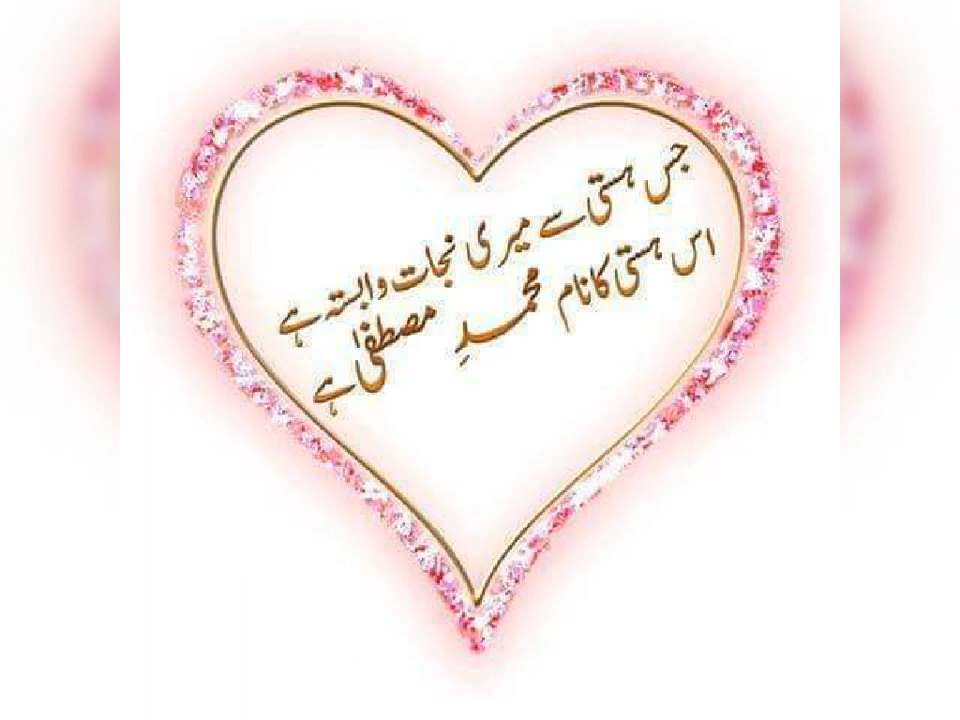 جس ہستی سے میری نجات وابستہ ہے
اس ہستی کا نام محمدِ مصطفیٰ ہے